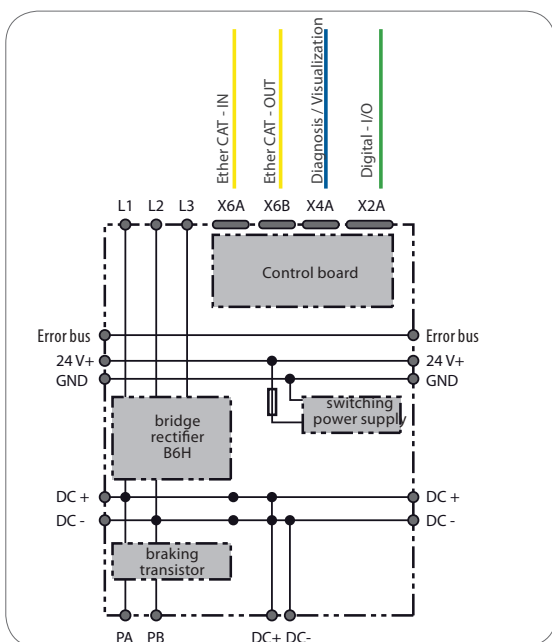 Ether CAT - IN
Ether CAT - OUT
Diagnosis / Visualization
Digital - I/O
L1 L2 L3 X6A X6B X4A X2A
Control board
Error bus Error bus
24 V+ 24 V+
GND GND
switching
power supply
bridge
rectifier
B6H
DC + DC +
DC - DC -
braking
transistor
PA PB DC+ DC-